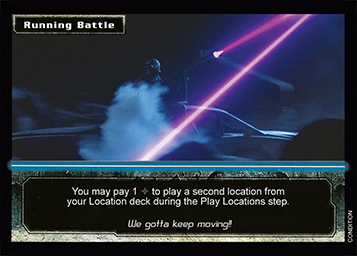 Running Battle
You may pay 1 to play a second location from
your Location deck during the Play Locations step.
We gotta keep moving!!
CONDITION